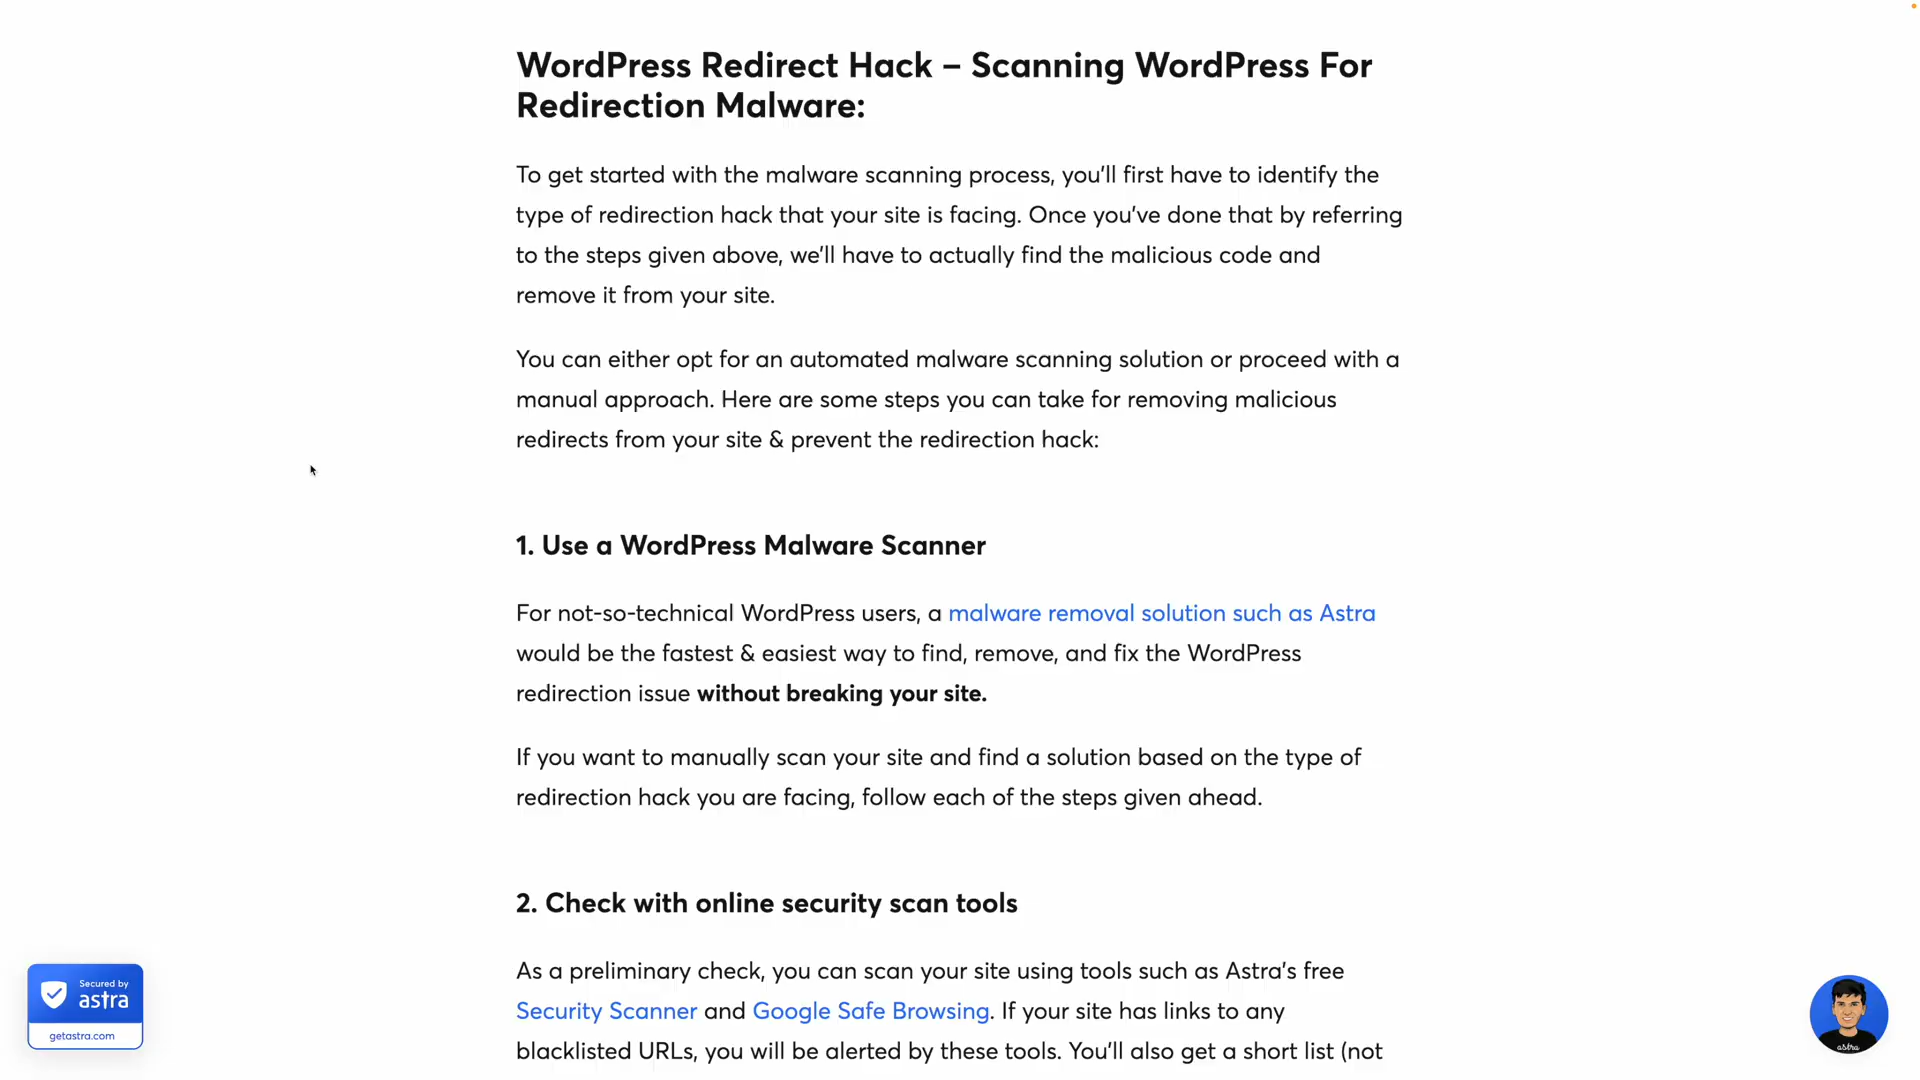 WordPress Redirect Hack – Scanning WordPress For
Redirection Malware:
To get started with the malware scanning process, you'll first have to identify the
type of redirection hack that your site is facing. Once you've done that by referring
to the steps given above, we'll have to actually find the malicious code and
remove it from your site.
You can either opt for an automated malware scanning solution or proceed with a
manual approach. Here are some steps you can take for removing malicious
redirects from your site & prevent the redirection hack:
1. Use a WordPress Malware Scanner
For not-so-technical WordPress users, a malware removal solution such as Astra
would be the fastest & easiest way to find, remove, and fix the WordPress
redirection issue without breaking your site.
If you want to manually scan your site and find a solution based on the type of
redirection hack you are facing, follow each of the steps given ahead.
2. Check with online security scan tools
As a preliminary check, you can scan your site using tools such as Astra's free
Security Scanner and Google Safe Browsing. If your site has links to any
blacklisted URLs, you will be alerted by these tools. You'll also get a short list (not
Secured by
astra
getastra.com
astra